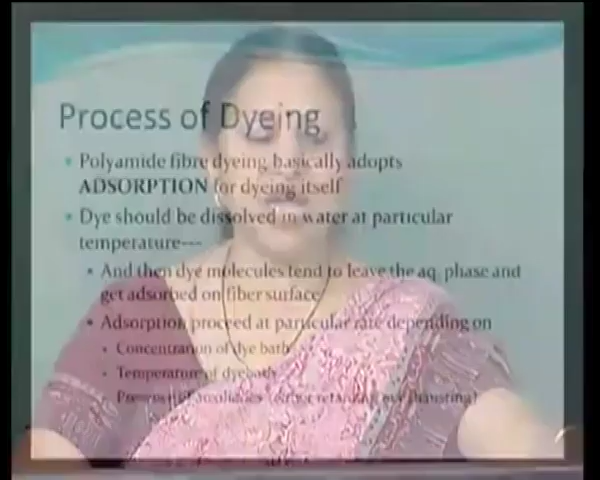 Process of Dyeing
Polyamide fibre dyeing basically adopts
ADSORPTION for dyeing itself
Dye should be dissolved in water at particular
temperature---
And then dye molecules tend to leave the aq. phase and
get adsorbed on fiber surface
Adsorption proceed at particular rate depending on
Concentration of dye bath
Temperature of dyebath